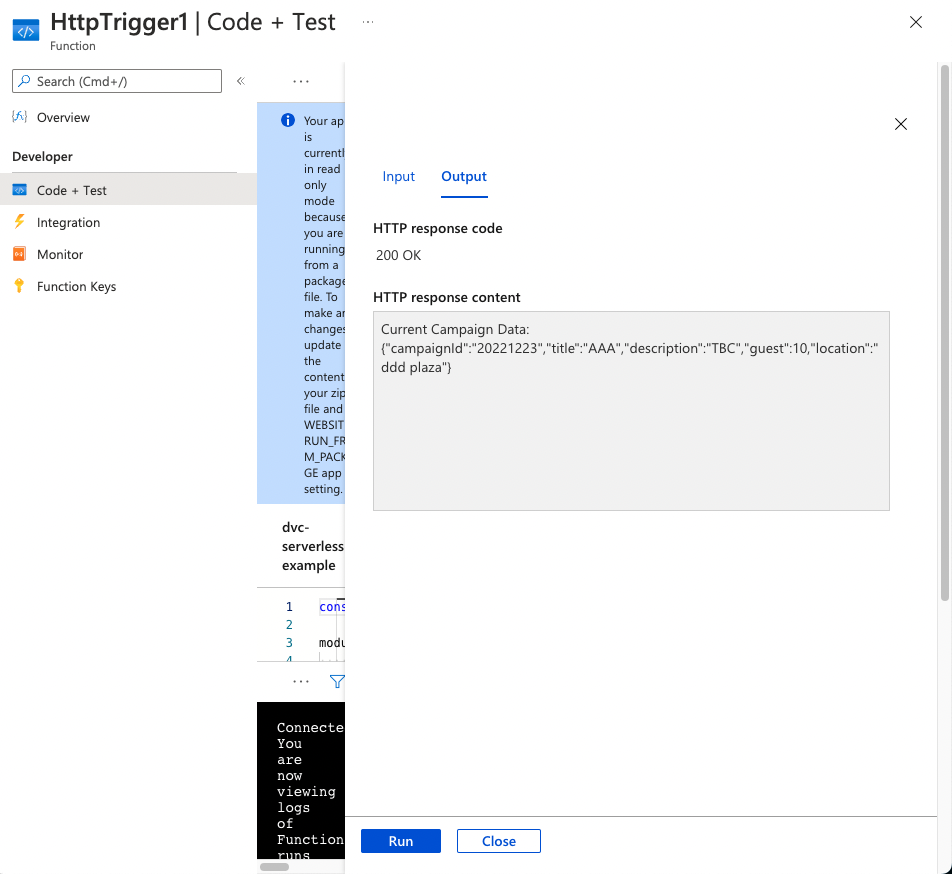 HttpTrigger1 | Code + Test ...
Function
Search (Cmd+/)
Overview
Developer
Code + Test
Integration
Monitor
Function Keys
Your ap
is
currentl
in read
only
mode
because
you are
running
from a
package
file. To
make an
changes
update
the
content
your zip
file and
WEBSIT
RUN_FR
M_PACK
GE app
setting.
dvc-
serverless
example
1 cons
2
3 modu
4
Connecte
You
are
now
viewing
logs
of
Function
runs
Input Output
HTTP response code
200 OK
HTTP response content
Current Campaign Data:
{"campaignId":"20221223","title":"AAA","description":"TBC","guest":10,"location":"
ddd plaza"}
Run Close